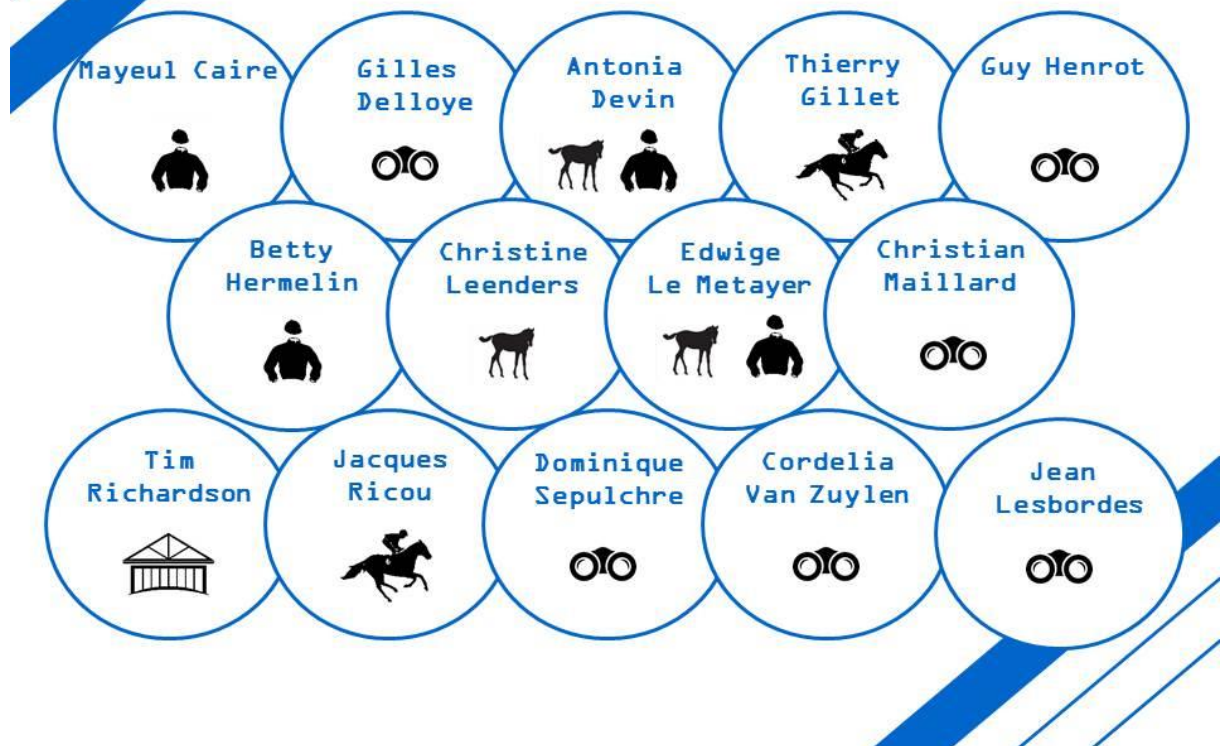 Mayeul Caire
Gilles
Delloye
Antonia
Devin
Thierry
Gillet
Guy Henrot
Betty
Hermelin
Christine
Leenders
Edwige
Le Metayer
Christian
Maillard
Tim
Richardson
Jacques
Ricou
Dominique
Sepulchre
Cordelia
Van Zuylen
Jean
Lesbordes